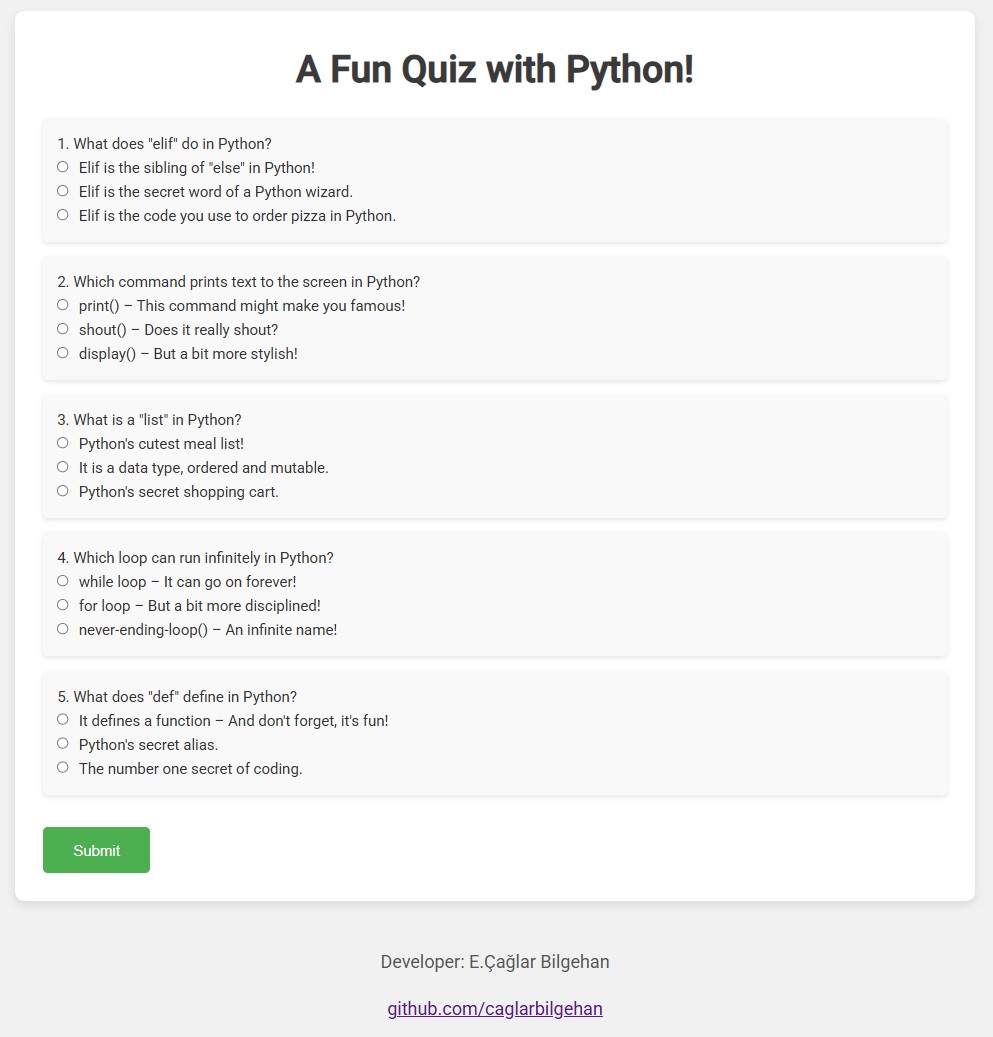 A Fun Quiz with Python!
1. What does "elif" do in Python?
Elif is the sibling of "else" in Python!
Elif is the secret word of a Python wizard.
Elif is the code you use to order pizza in Python.
2. Which command prints text to the screen in Python?
print() – This command might make you famous!
shout() – Does it really shout?
display() – But a bit more stylish!
3. What is a "list" in Python?
Python's cutest meal list!
It is a data type, ordered and mutable.
Python's secret shopping cart.
4. Which loop can run infinitely in Python?
while loop – It can go on forever!
for loop – But a bit more disciplined!
never-ending-loop() – An infinite name!
5. What does "def" define in Python?
It defines a function – And don't forget, it's fun!
Python's secret alias.
The number one secret of coding.
Submit
Developer: E.Çağlar Bilgehan
github.com/caglarbilgehan